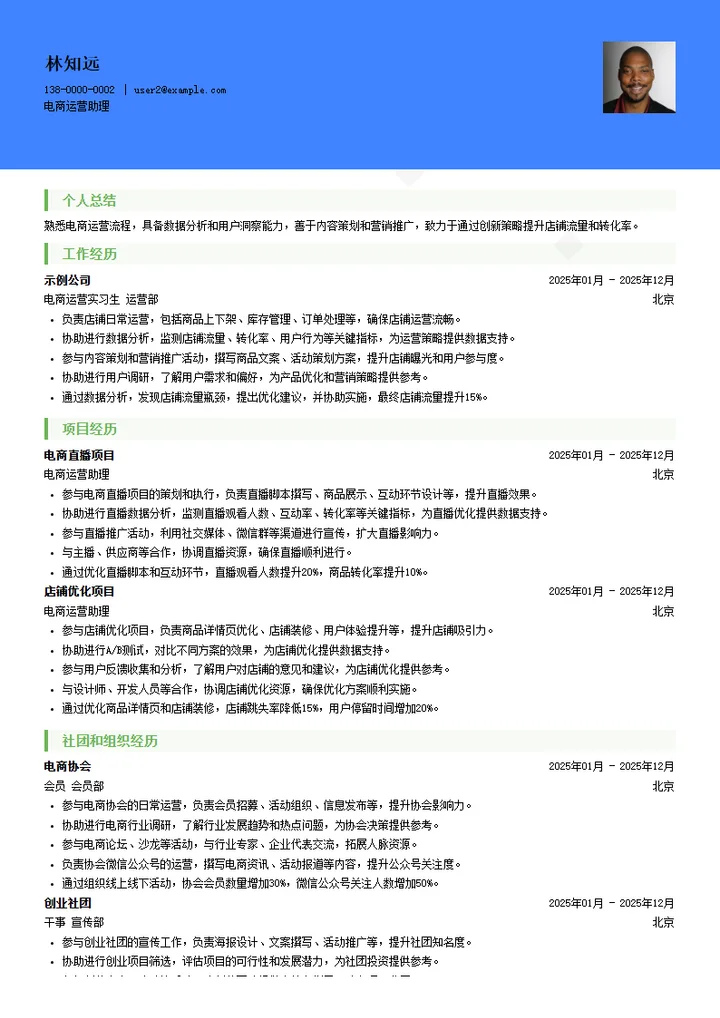 林知远
138-0000-0002 | user2@example.com
电商运营助理
个人总结
熟悉电商运营流程，具备数据分析和用户洞察能力，善于内容策划和营销推广，致力于通过创新策略提升店铺流量和转化率。
工作经历
示例公司 2025年01月 - 2025年12月
电商运营实习生 运营部 北京
• 负责店铺日常运营，包括商品上下架、库存管理、订单处理等，确保店铺运营流畅。
• 协助进行数据分析，监测店铺流量、转化率、用户行为等关键指标，为运营策略提供数据支持。
• 参与内容策划和营销推广活动，撰写商品文案、活动策划方案，提升店铺曝光和用户参与度。
• 协助进行用户调研，了解用户需求和偏好，为产品优化和营销策略提供参考。
• 通过数据分析，发现店铺流量瓶颈，提出优化建议，并协助实施，最终店铺流量提升15%。
项目经历
电商直播项目 2025年01月 - 2025年12月
电商运营助理 北京
• 参与电商直播项目的策划和执行，负责直播脚本撰写、商品展示、互动环节设计等，提升直播效果。
• 协助进行直播数据分析，监测直播观看人数、互动率、转化率等关键指标，为直播优化提供数据支持。
• 参与直播推广活动，利用社交媒体、微信群等渠道进行宣传，扩大直播影响力。
• 与主播、供应商等合作，协调直播资源，确保直播顺利进行。
• 通过优化直播脚本和互动环节，直播观看人数提升20%，商品转化率提升10%。
店铺优化项目 2025年01月 - 2025年12月
电商运营助理 北京
• 参与店铺优化项目，负责商品详情页优化、店铺装修、用户体验提升等，提升店铺吸引力。
• 协助进行A/B测试，对比不同方案的效果，为店铺优化提供数据支持。
• 参与用户反馈收集和分析，了解用户对店铺的意见和建议，为店铺优化提供参考。
• 与设计师、开发人员等合作，协调店铺优化资源，确保优化方案顺利实施。
• 通过优化商品详情页和店铺装修，店铺跳失率降低15%，用户停留时间增加20%。
社团和组织经历
电商协会 2025年01月 - 2025年12月
会员 会员部 北京
• 参与电商协会的日常运营，负责会员招募、活动组织、信息发布等，提升协会影响力。
• 协助进行电商行业调研，了解行业发展趋势和热点问题，为协会决策提供参考。
• 参与电商论坛、沙龙等活动，与行业专家、企业代表交流，拓展人脉资源。
• 负责协会微信公众号的运营，撰写电商资讯、活动报道等内容，提升公众号关注度。
• 通过组织线上线下活动，协会会员数量增加30%，微信公众号关注人数增加50%。
创业社团 2025年01月 - 2025年12月
干事 宣传部 北京
• 参与创业社团的宣传工作，负责海报设计、文案撰写、活动推广等，提升社团知名度。
• 协助进行创业项目筛选，评估项目的可行性和发展潜力，为社团投资提供参考。